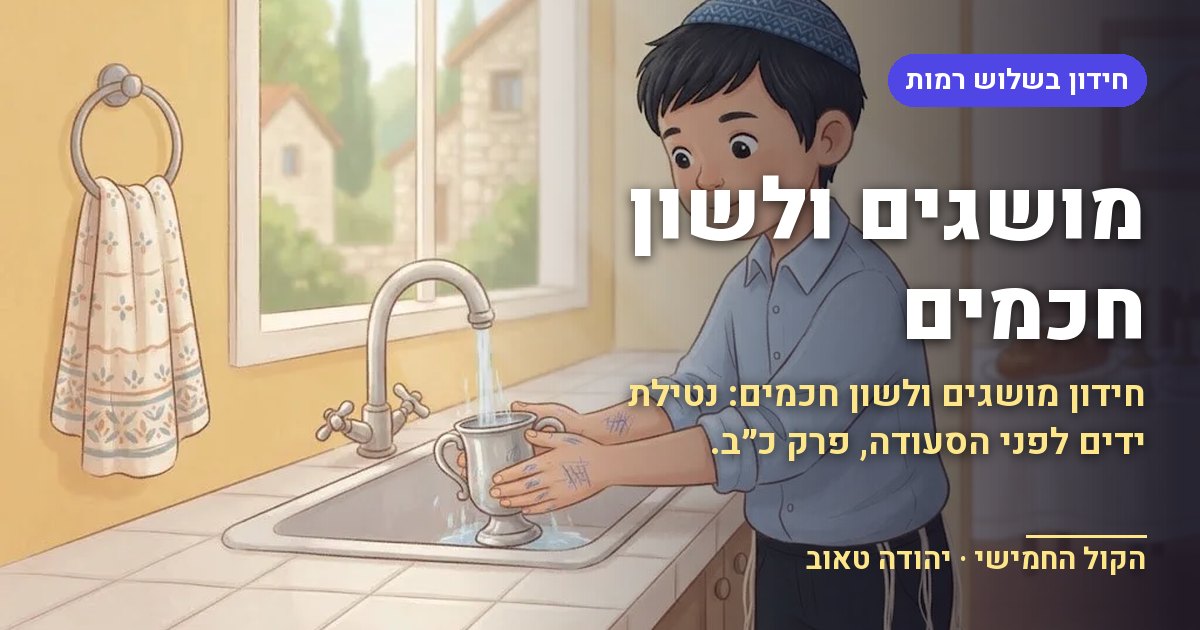 חידון בשלוש רמות
מושגים ולשון
חכמים
חידון מושגים ולשון חכמים: נטילת
ידים לפני הסעודה, פרק כ״ב.
הקול החמישי · יהודה טאוב